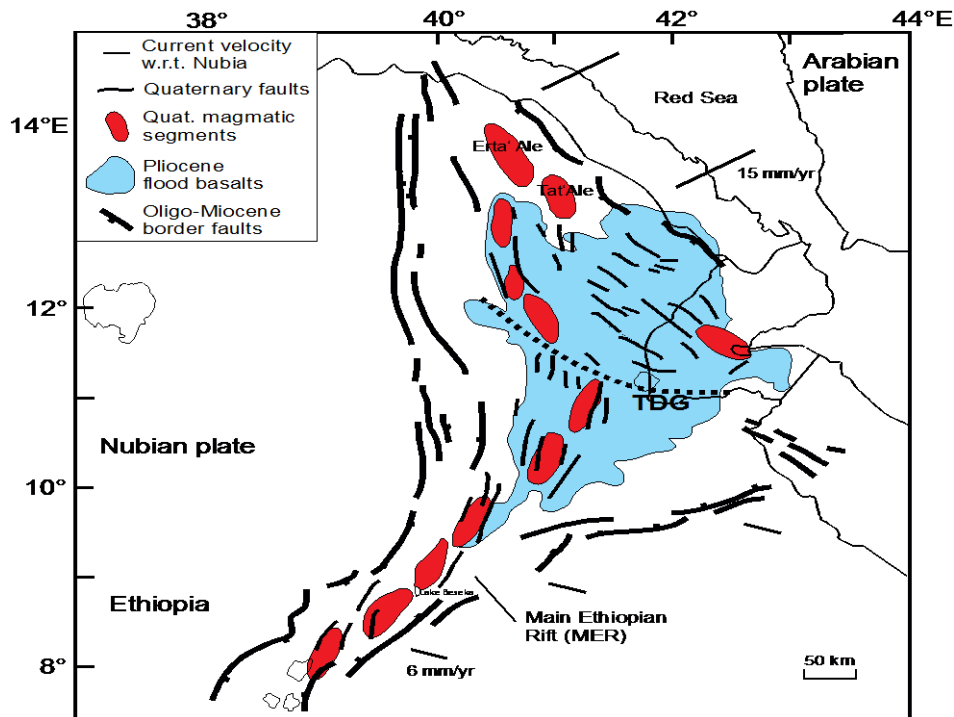 38° 40° 42° 44°E
Current velocity
w.r.t. Nubia
Quaternary faults
Quat. magmatic
segments
Pliocene
flood basalts
Oligo-Miocene
border faults
Arabian
plate
Red Sea
14°E
Erta' Ale
Tat'Ale
15 mm/yr
12°
TDG
Nubian plate
10°
Lake Beseka
Ethiopia
Main Ethiopian
Rift (MER)
8°
6 mm/yr
50 km